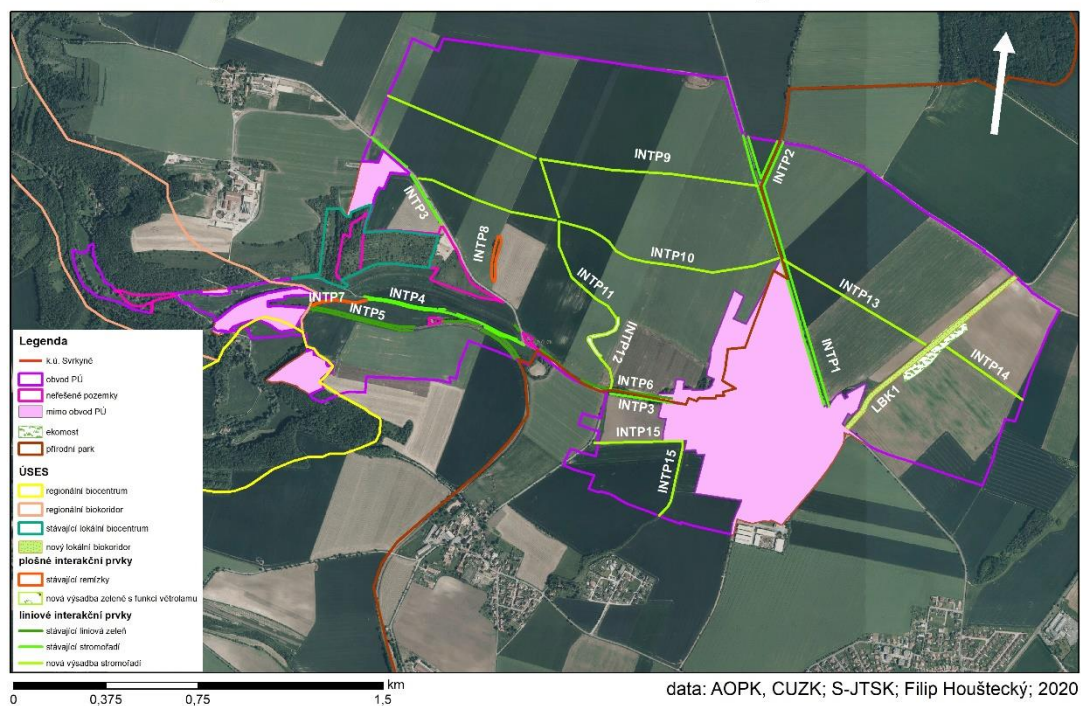 INTP9
INTP2
INTP3
INTP8
INTP10
INTP11
INTP7
INTP4
INTP5
INTP12
INTP13
INTP14
INTP1
INTP6
INTP3
LBK1
INTP15
INTP15
Legenda
k.ú. Svrkyně
obvod PÚ
neřešené pozemky
mimo obvod PÚ
ekomost
přírodní park
ÚSES
regionální biocentrum
regionální biokoridor
stávající lokální biocentrum
nový lokální biokoridor
plošné interakční prvky
stávající remízky
nová výsadba zeleně s funkcí větrolamu
liniové interakční prvky
stávající liniová zeleň
stávající stromořadí
nová výsadba stromořadí
km
0 0,375 0,75 1,5
data: AOPK, CUZK; S-JTSK; Filip Houštecký; 2020